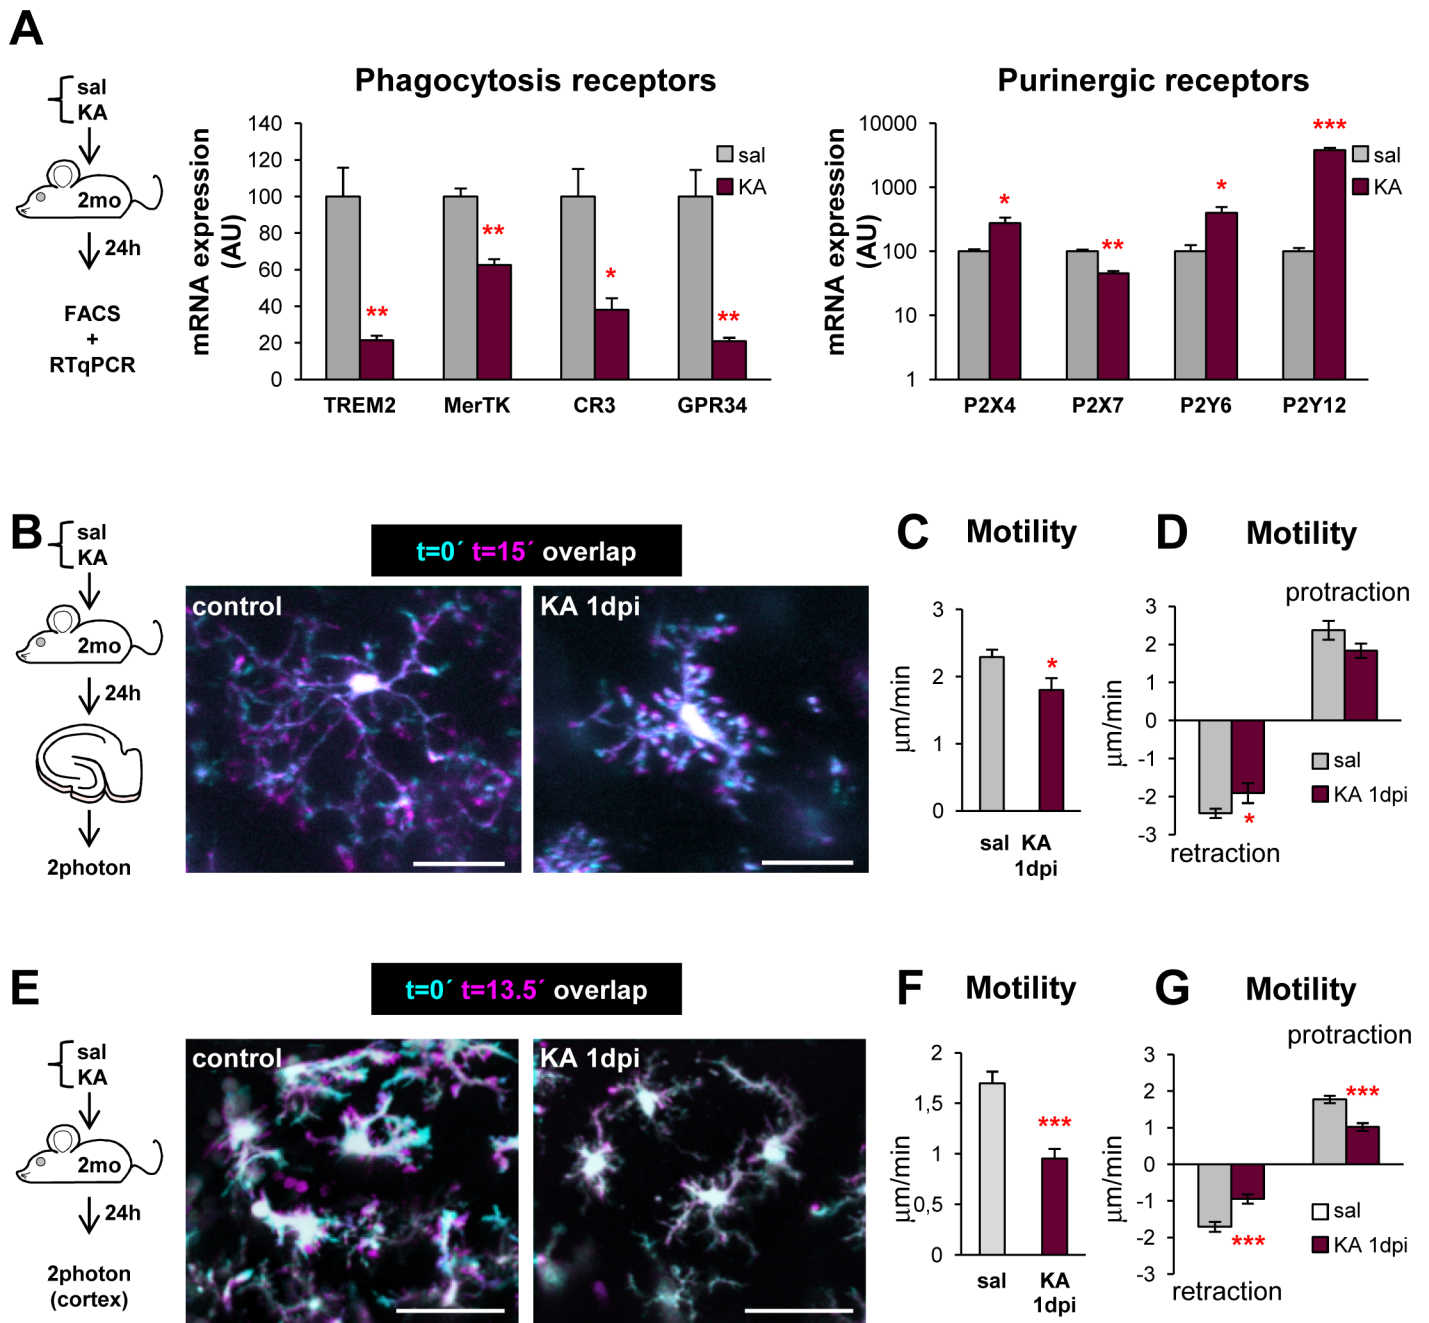 A
sal
KA
2mo
24h
FACS
+
RTqPCR
Phagocytosis receptors
mRNA expression
(AU)
140
120
100
80
60
40
20
0
sal
KA
**
**
*
**
TREM2 MerTK CR3 GPR34
Purinergic receptors
mRNA expression
(AU)
10000
1000
100
10
1
sal
KA
*
**
*
***
P2X4 P2X7 P2Y6 P2Y12
B
sal
KA
2mo
24h
2photon
t=0´ t=15´ overlap
control
KA 1dpi
C
Motility
μm/min
3
2
1
0
*
sal KA
1dpi
D
Motility
protraction
μm/min
3
2
1
0
-1
-2
-3
sal
KA 1dpi
*
retraction
E
sal
KA
2mo
24h
2photon
(cortex)
t=0´ t=13.5´ overlap
control
KA 1dpi
F
Motility
μm/min
2
1,5
1
0,5
0
***
sal KA
1dpi
G
Motility
protraction
μm/min
3
2
1
0
-1
-2
-3
***
sal
KA 1dpi
***
retraction